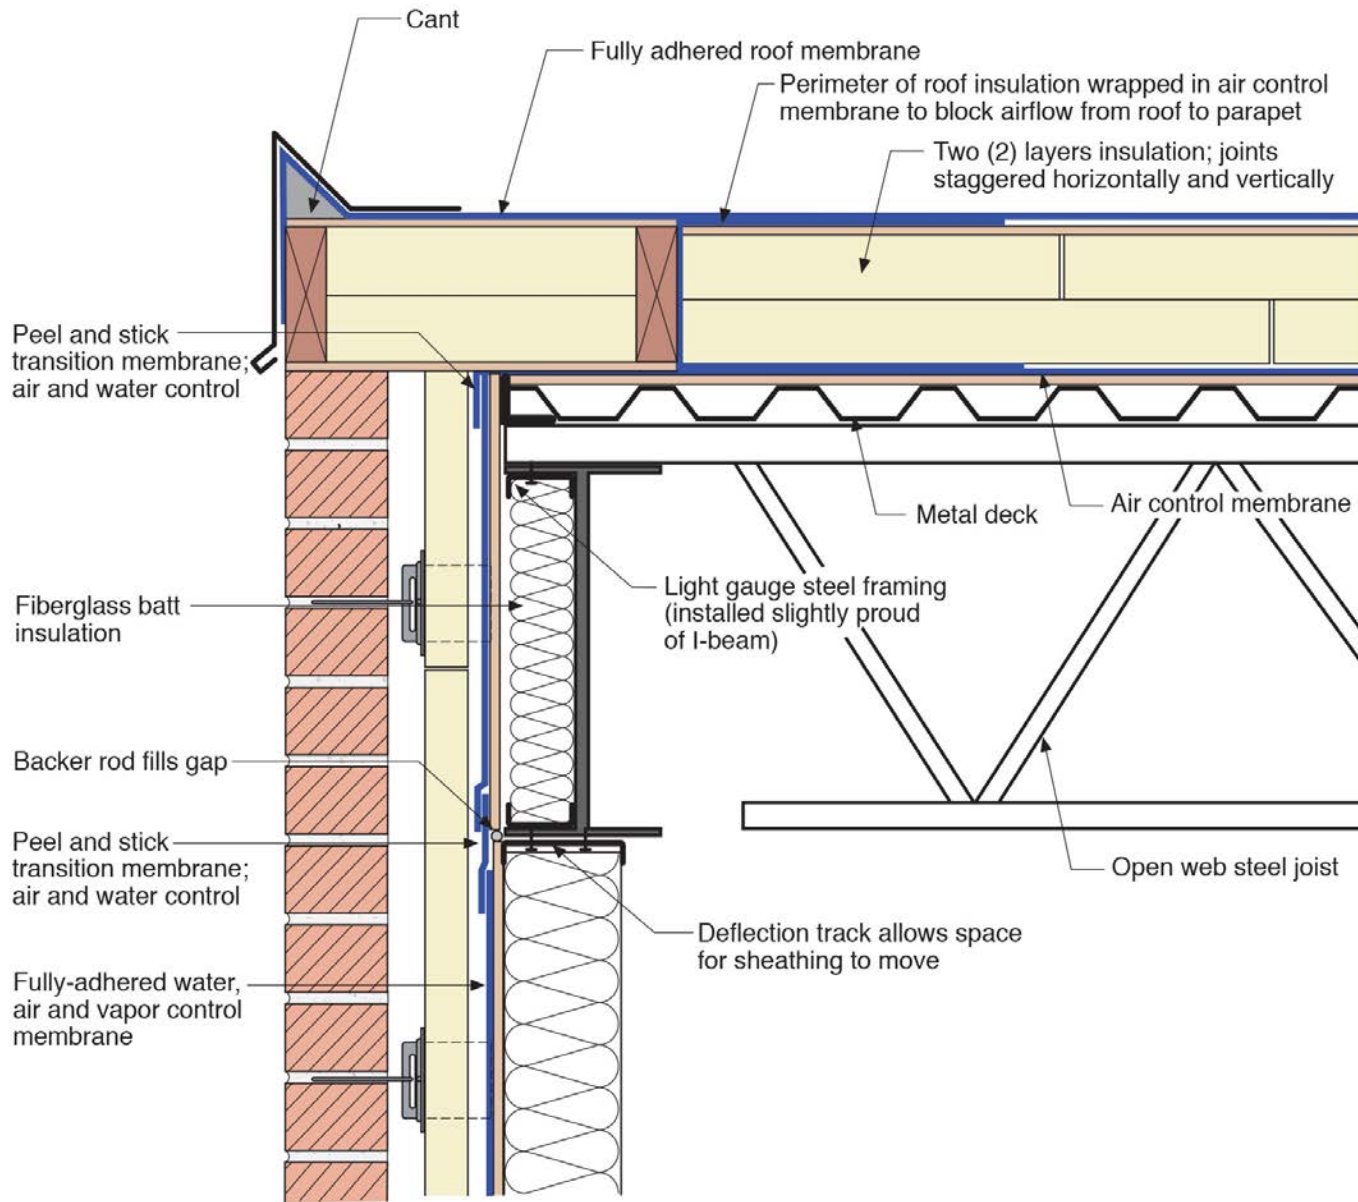 Cant
Fully adhered roof membrane
Perimeter of roof insulation wrapped in air control
membrane to block airflow from roof to parapet
Two (2) layers insulation; joints
staggered horizontally and vertically
Peel and stick
transition membrane;
air and water control
Metal deck
Air control membrane
Light gauge steel framing
(installed slightly proud
of I-beam)
Fiberglass batt
insulation
Backer rod fills gap
Peel and stick
transition membrane;
air and water control
Open web steel joist
Deflection track allows space
for sheathing to move
Fully-adhered water,
air and vapor control
membrane